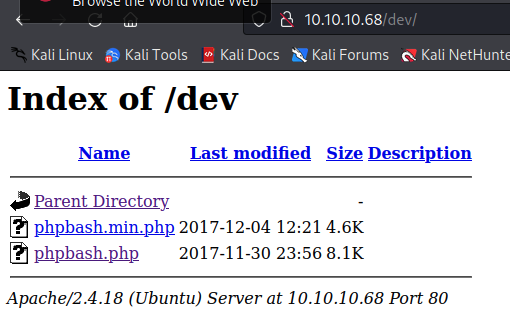 Browse the World Wide Web
10.10.10.68/dev/
Kali Linux Kali Tools Kali Docs Kali Forums Kali NetHunte
Index of /dev
Name Last modified Size Description
Parent Directory -
phpbash.min.php 2017-12-04 12:21 4.6K
phpbash.php 2017-11-30 23:56 8.1K
Apache/2.4.18 (Ubuntu) Server at 10.10.10.68 Port 80